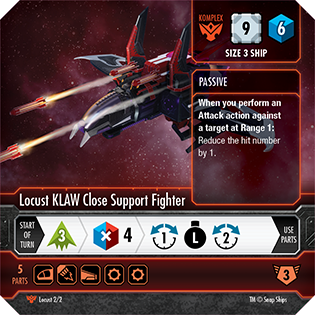 KOMPLEX
9
6
SIZE 3 SHIP
PASSIVE
When you perform an
Attack action against
a target at Range 1:
Reduce the hit number
by 1.
Locust KLAW Close Support Fighter
START
OF
TURN
3
X
4
1
L
2
USE
PARTS
5
PARTS
3
Locust 2/2
TM © Soap Ships